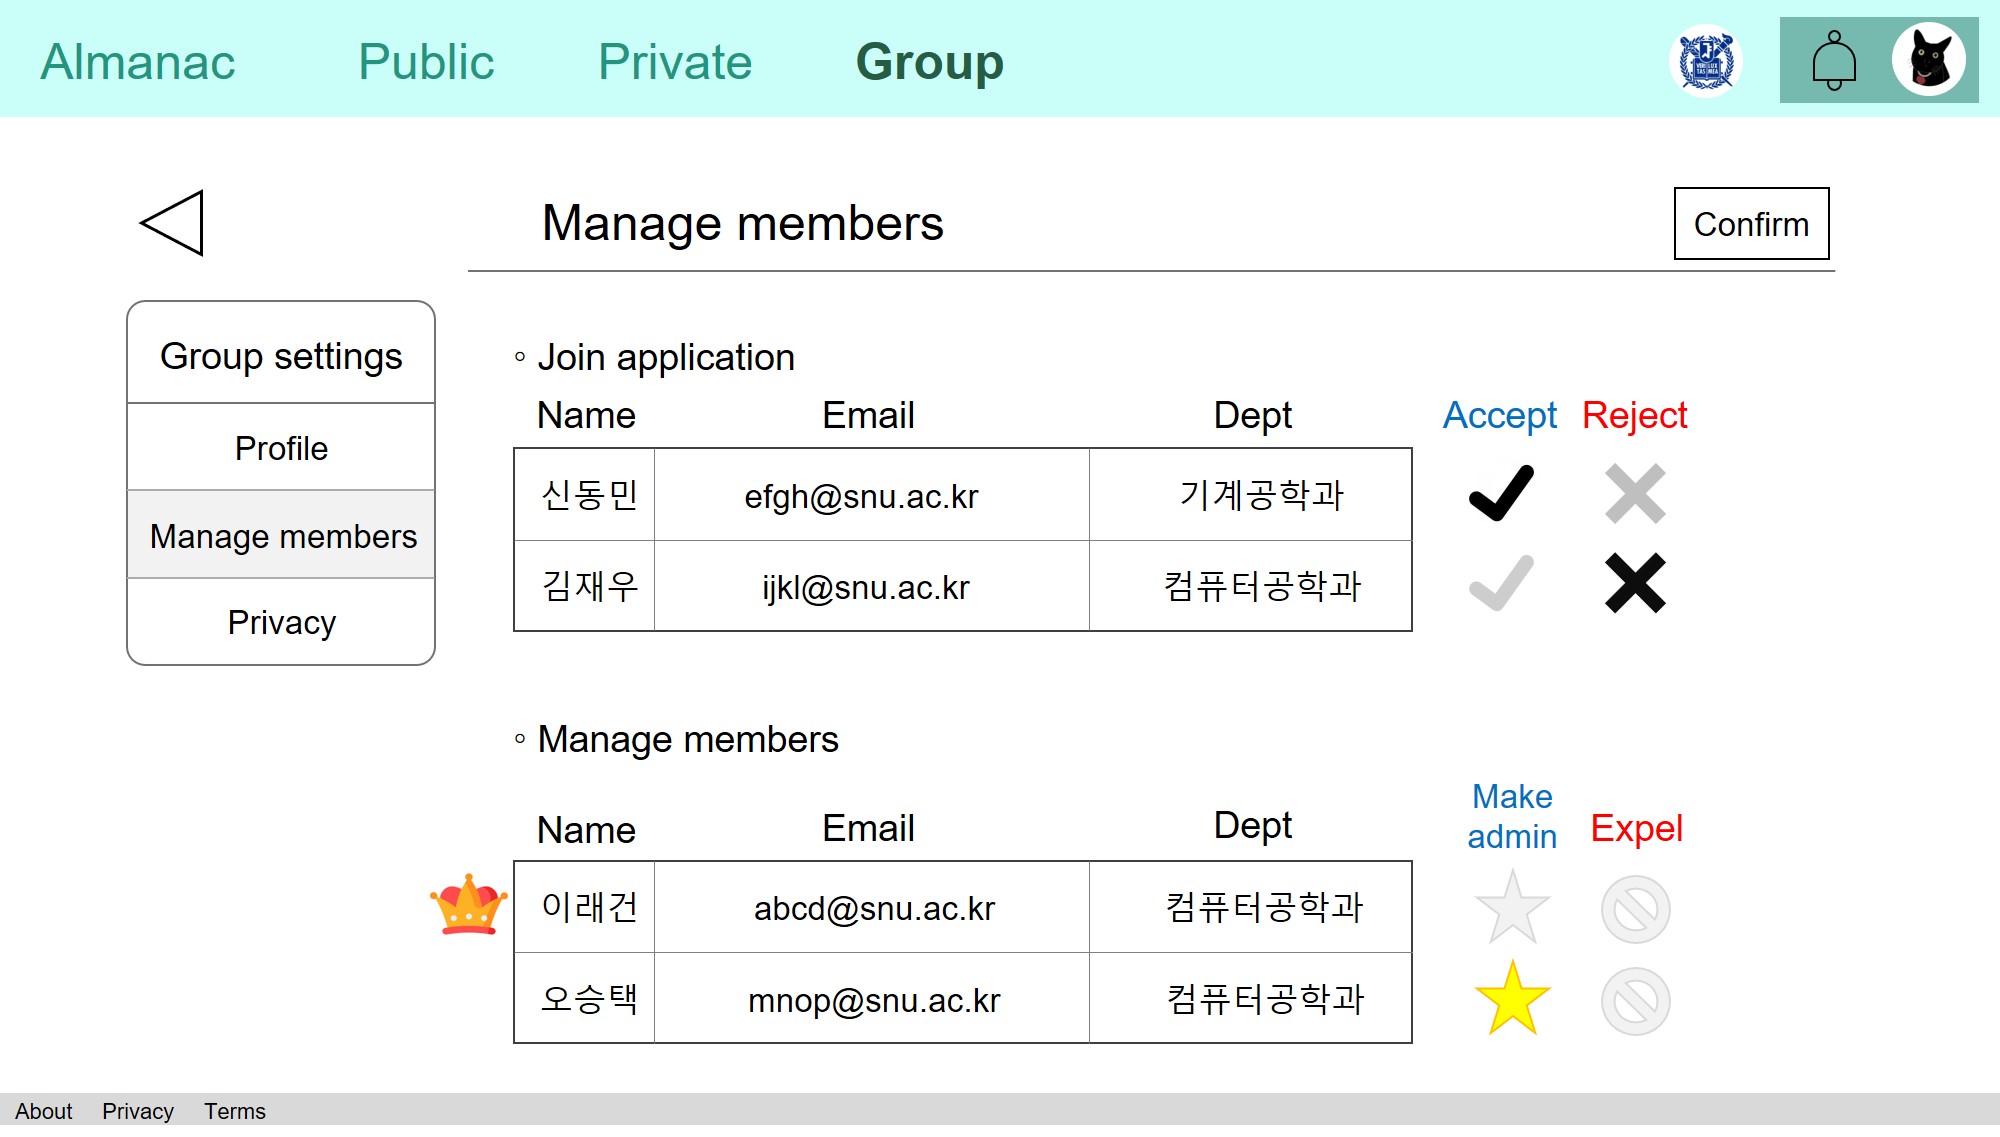 Almanac Public Private Group
Manage members
Confirm
Group settings
Profile
Manage members
Privacy
◦ Join application
Name Email Dept Accept Reject
신동민 efgh@snu.ac.kr 기계공학과
김재우 ijkl@snu.ac.kr 컴퓨터공학과
◦ Manage members
Name Email Dept Make admin Expel
이래건 abcd@snu.ac.kr 컴퓨터공학과
오승택 mnop@snu.ac.kr 컴퓨터공학과
About Privacy Terms